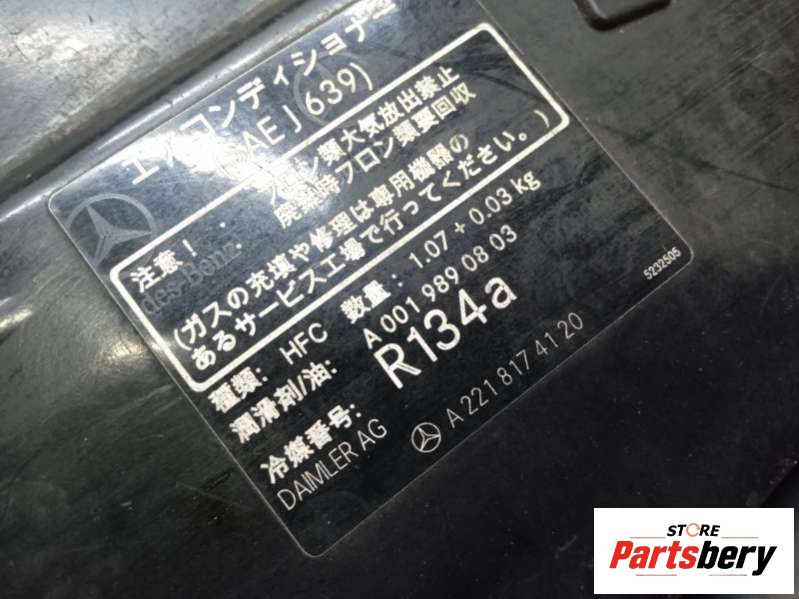 エアコンディショナー
(SAE J 639)
注意！ フロン類大気放出禁止
廃棄時フロン類要回収
(ガスの充填や修理は専用機器の
あるサービス工場で行ってください。)
種類: HFC 数量: 1.07 + 0.03 kg
潤滑剤/油: A 001 989 08 03
冷媒番号: R134a
DAIMLER AG
A 221 817 41 20
5232505
STORE
Partsbery